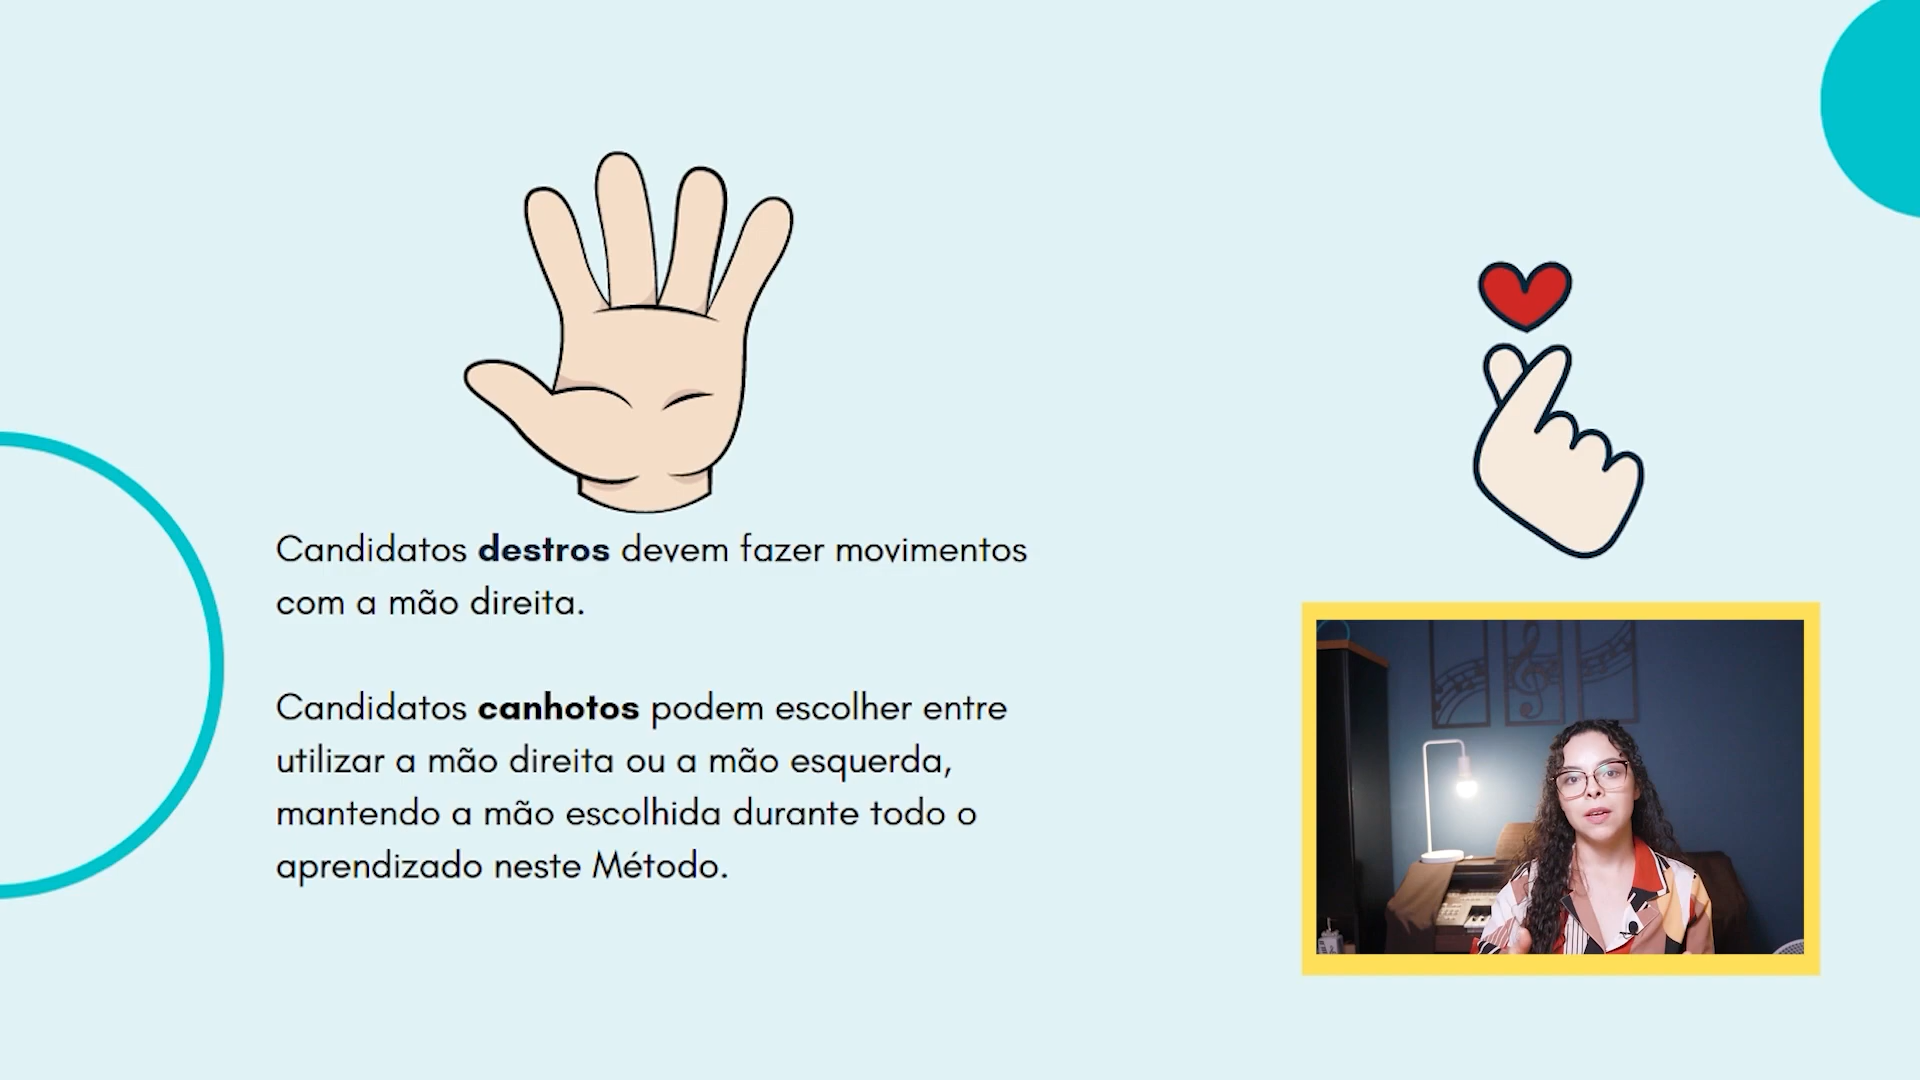 Candidatos destros devem fazer movimentos
com a mão direita.
Candidatos canhotos podem escolher entre
utilizar a mão direita ou a mão esquerda,
mantendo a mão escolhida durante todo o
aprendizado neste Método.